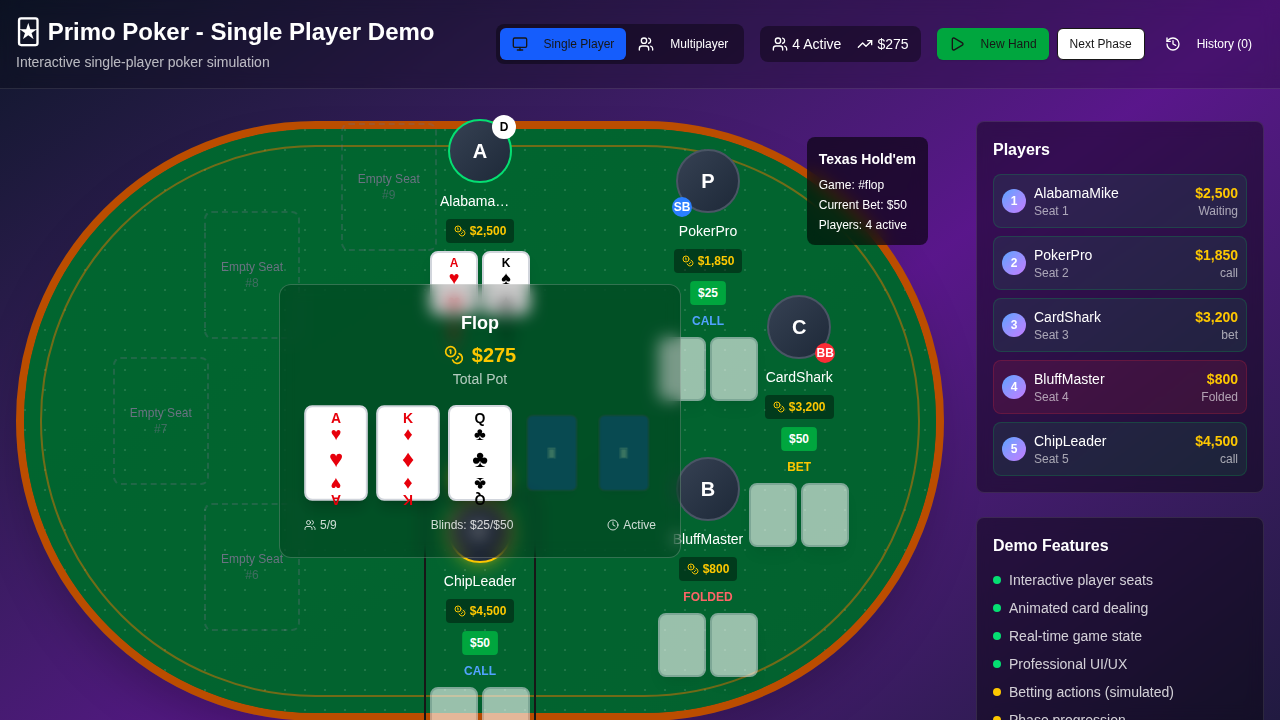 Primo Poker - Single Player Demo
Interactive single-player poker simulation
Single Player
Multiplayer
4 Active
$275
New Hand
Next Phase
History (0)
Empty Seat
#9
Empty Seat
#8
Empty Seat
#7
Empty Seat
#6
A
D
Alabama...
$2,500
A
♥
K
♠
P
SB
PokerPro
$1,850
$25
CALL
Texas Hold'em
Game: #flop
Current Bet: $50
Players: 4 active
C
BB
CardShark
$3,200
$50
BET
Flop
$275
Total Pot
A
♥
♥
♥
A
K
♦
♦
♦
K
Q
♣
♣
♣
Q
5/9
Blinds: $25/$50
Active
B
BluffMaster
$800
FOLDED
ChipLeader
$4,500
$50
CALL
Players
1
AlabamaMike
Seat 1
$2,500
Waiting
2
PokerPro
Seat 2
$1,850
call
3
CardShark
Seat 3
$3,200
bet
4
BluffMaster
Seat 4
$800
Folded
5
ChipLeader
Seat 5
$4,500
call
Demo Features
Interactive player seats
Animated card dealing
Real-time game state
Professional UI/UX
Betting actions (simulated)
Phase progression